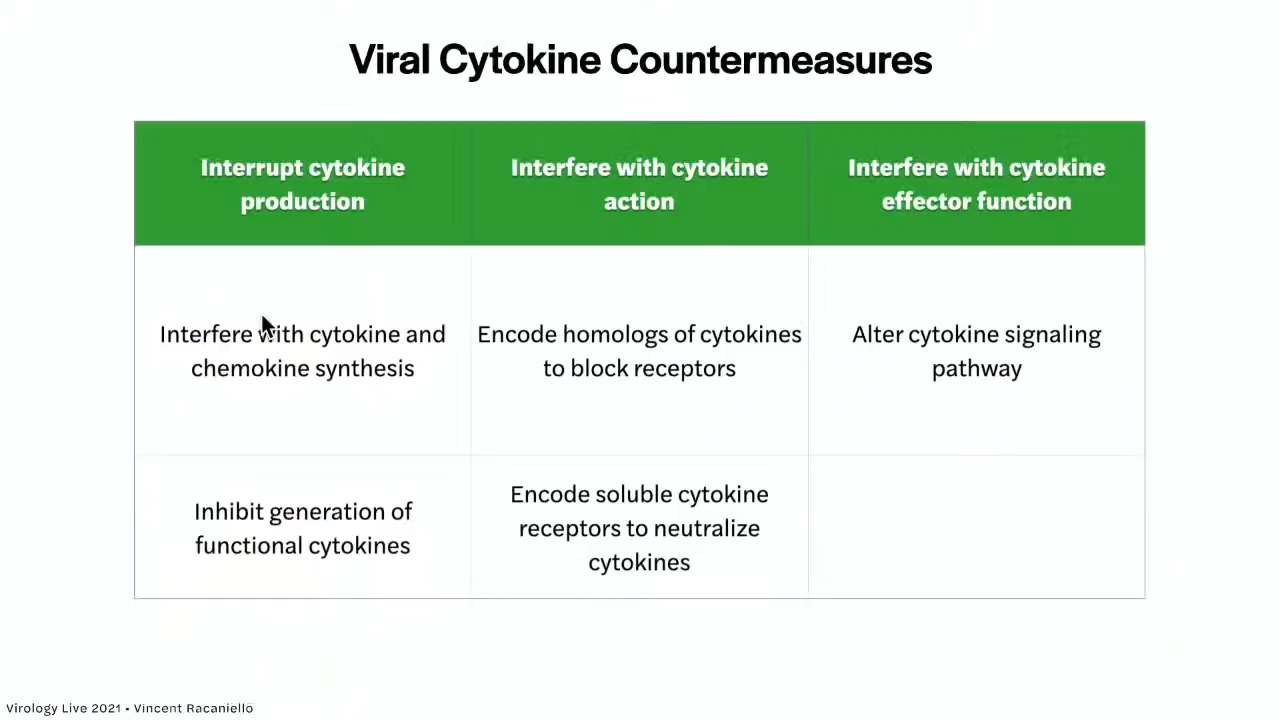 Viral Cytokine Countermeasures
Interrupt cytokine
production
Interfere with cytokine
action
Interfere with cytokine
effector function
Interfere with cytokine and
chemokine synthesis
Encode homologs of cytokines
to block receptors
Alter cytokine signaling
pathway
Inhibit generation of
functional cytokines
Encode soluble cytokine
receptors to neutralize
cytokines
Virology Live 2021 • Vincent Racaniello